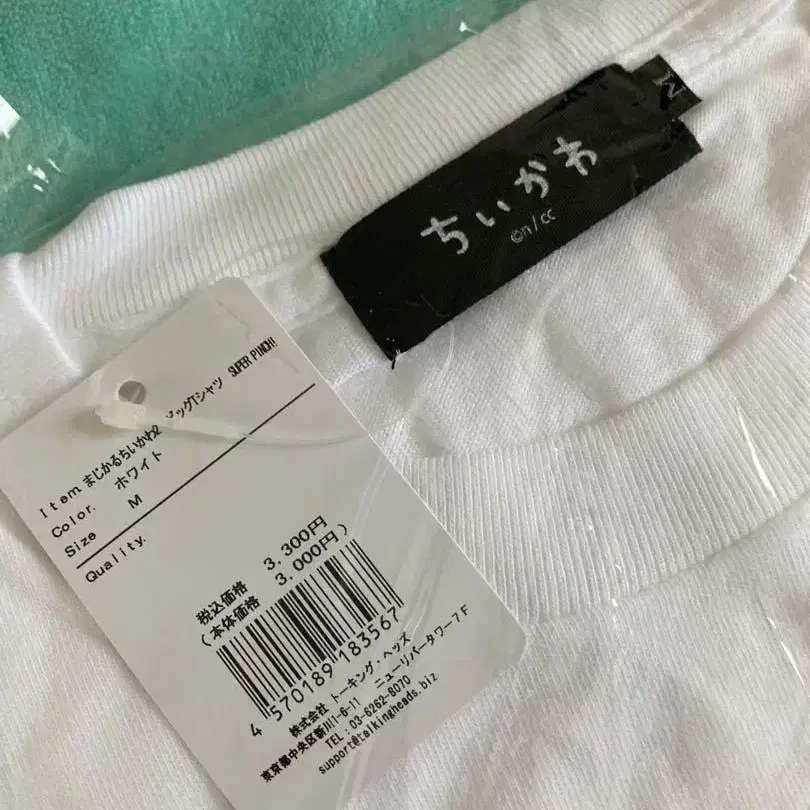 M
ちいかわ
©n/cc
Item. まじかるちいかわ2 ビッグTシャツ SUPER PINCH!
Color. ホワイト
Size M
Quality.
税込価格 3,300円
(本体価格 3,000円)
4 570189 183567
株式会社 トーキング・ヘッズ
東京都中央区新川1-6-11 ニューリバータワー7F
TEL:03-6262-8070
support@talkingheads.biz